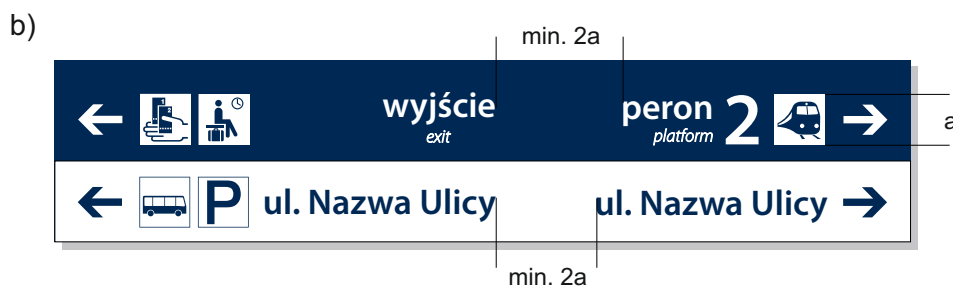 b)
min. 2a
wyjście
exit
peron 2
platform
a
P ul. Nazwa Ulicy
ul. Nazwa Ulicy
min. 2a